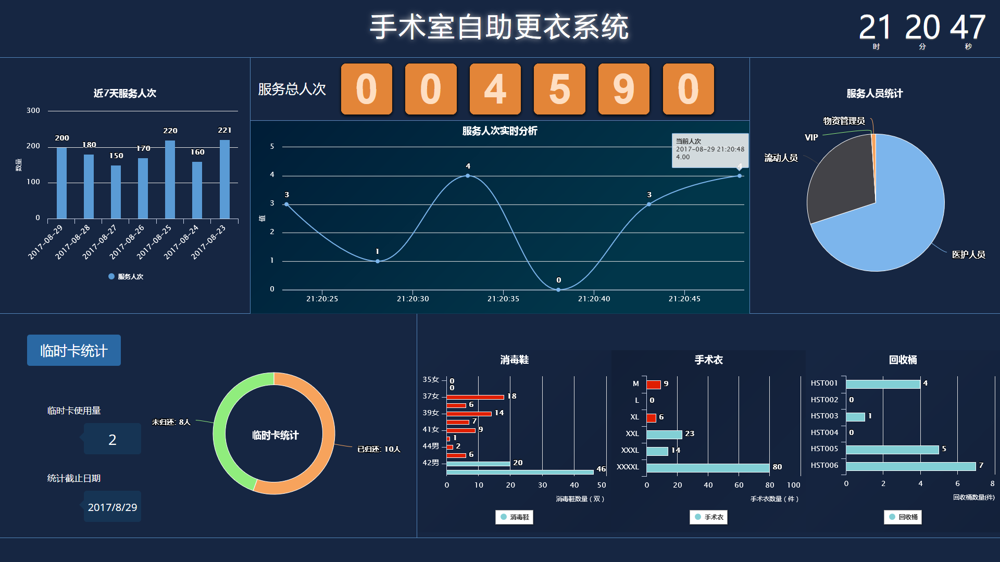 手术室自助更衣系统
21 20 47
时 分 秒
近7天服务人次
300
200
100
0
数量
200
180
150
170
220
160
221
2017-08-29
2017-08-28
2017-08-27
2017-08-26
2017-08-25
2017-08-24
2017-08-23
服务人次
服务总人次
0 0 4 5 9 0
服务人次实时分析
5
4
3
2
1
0
值
3
1
4
0
3
4
当前人次
2017-08-29 21:20:48
4.00
21:20:25
21:20:30
21:20:35
21:20:40
21:20:45
服务人员统计
物资管理员
VIP
流动人员
医护人员
临时卡统计
临时卡使用量
2
统计截止日期
2017/8/29
未归还: 8人
临时卡统计
已归还: 10人
消毒鞋
35女
37女
39女
41女
44男
42男
0
0
18
6
14
7
9
1
2
6
20
46
0 10 20 30 40 50
消毒鞋数量（双）
消毒鞋
手术衣
M 9
L 0
XL 6
XXL 23
XXXL 14
XXXXL 80
0 20 40 60 80 100
手术衣数量（件）
手术衣
回收桶
HST001 4
HST002 0
HST003 1
HST004 0
HST005 5
HST006 7
0 2 4 6 8
回收桶数量(件)
回收桶